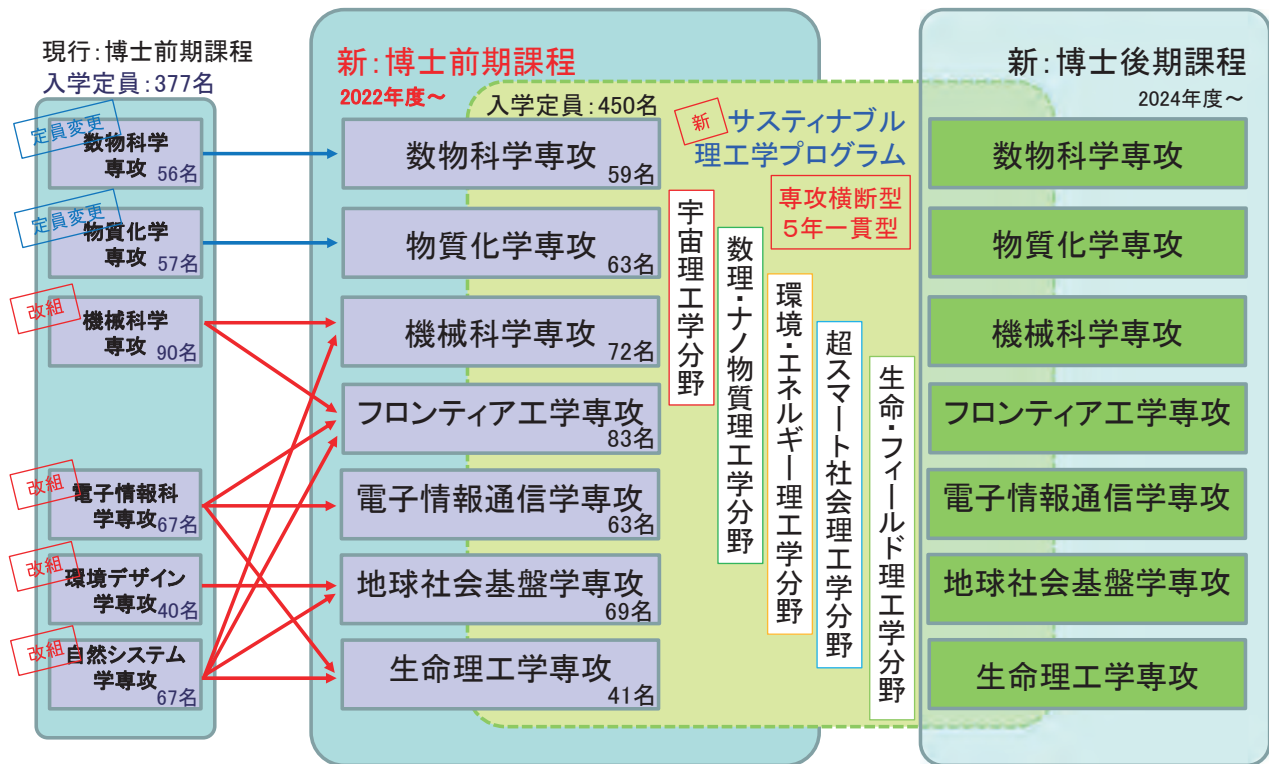 現行:博士前期課程
入学定員:377名
定員変更
数物科学
専攻 56名
定員変更
物質化学
専攻 57名
改組
機械科学
専攻 90名
改組
電子情報科
学専攻67名
改組
環境デザイン
学専攻40名
改組
自然システム
学専攻67名
新:博士前期課程
2022年度~
入学定員:450名
数物科学専攻
59名
物質化学専攻
63名
機械科学専攻
72名
フロンティア工学専攻
83名
電子情報通信学専攻
63名
地球社会基盤学専攻
69名
生命理工学専攻
41名
新
サスティナブル
理工学プログラム
専攻横断型
5年一貫型
宇宙理工学分野
数理・ナノ物質理工学分野
環境・エネルギー理工学分野
超スマート社会理工学分野
生命・フィールド理工学分野
新:博士後期課程
2024年度~
数物科学専攻
物質化学専攻
機械科学専攻
フロンティア工学専攻
電子情報通信学専攻
地球社会基盤学専攻
生命理工学専攻